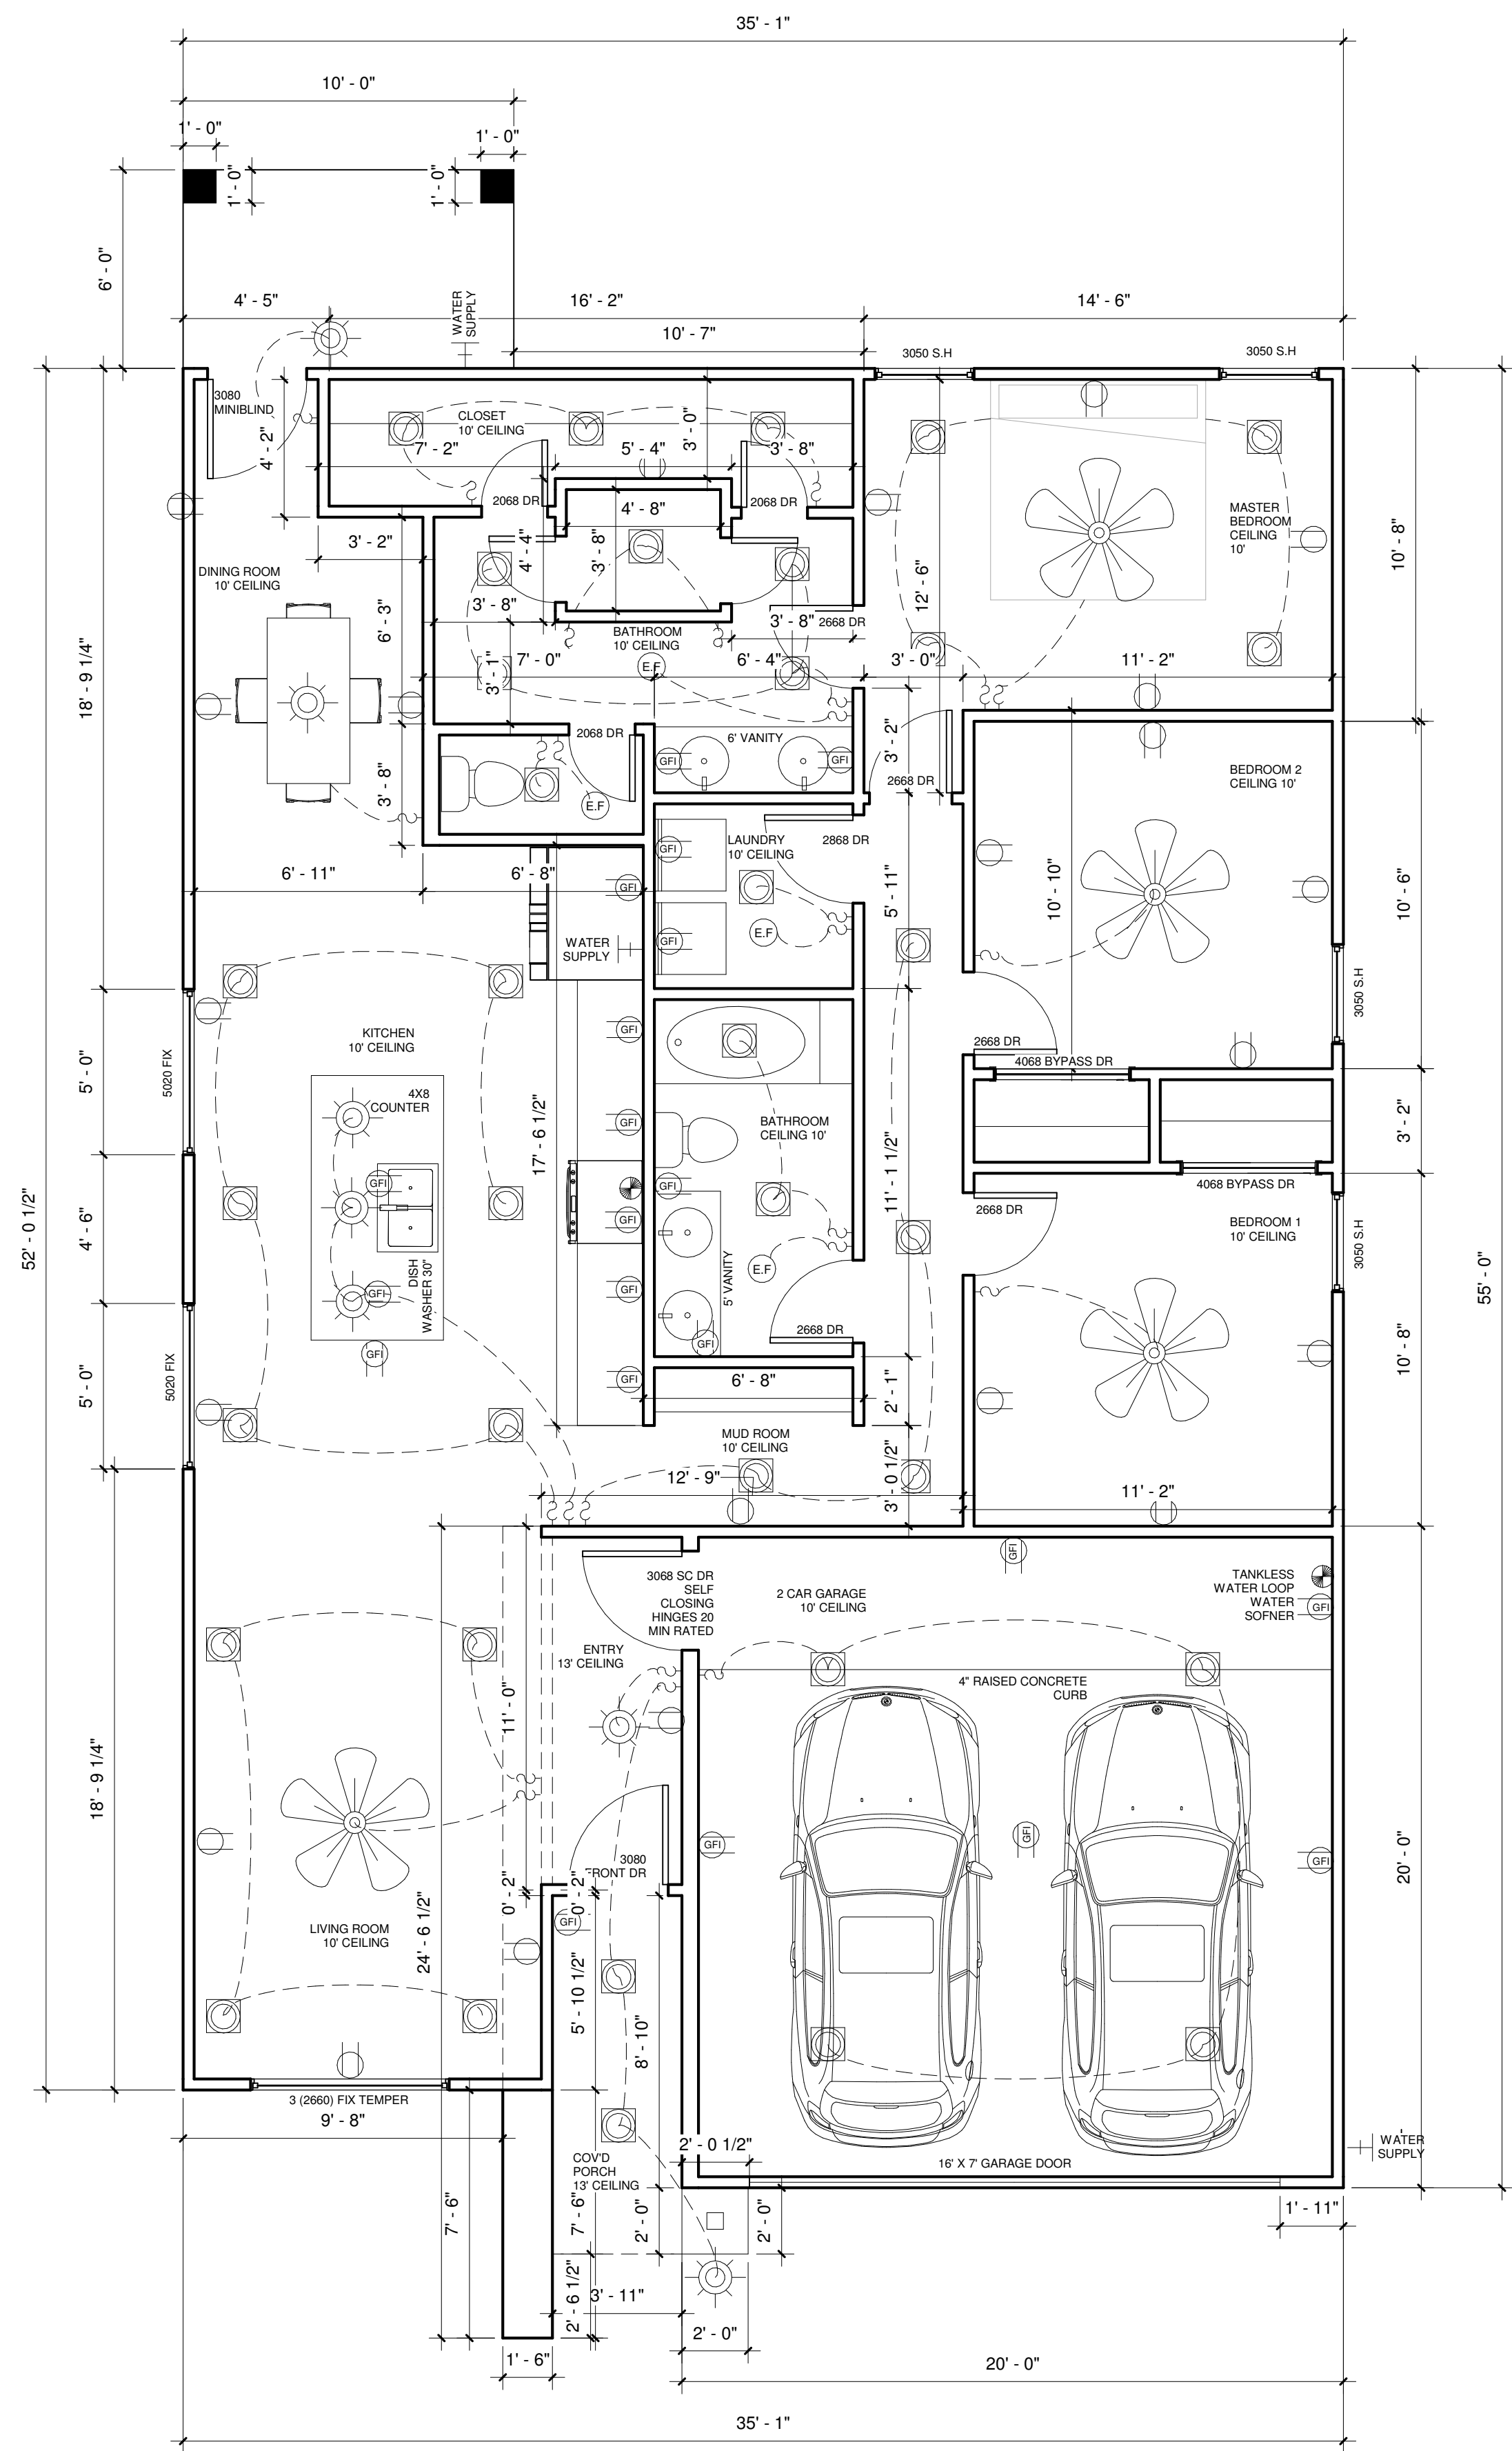 35' - 1"
10' - 0"
1' - 0"
1' - 0"
1' - 0"
1' - 0"
6' - 0"
4' - 5"
16' - 2"
14' - 6"
WATER
SUPPLY
10' - 7"
3050 S.H
3050 S.H
3080
MINIBLIND
4' - 2"
CLOSET
10' CEILING
3' - 0"
7' - 2"
5' - 4"
3' - 8"
2068 DR
2068 DR
4' - 8"
MASTER
BEDROOM
CEILING
10'
10' - 8"
3' - 2"
4' - 4"
3' - 8"
DINING ROOM
10' CEILING
12' - 6"
3' - 8"
3' - 8"
2668 DR
6' - 3"
BATHROOM
10' CEILING
18' - 9 1/4"
3' - 1"
7' - 0"
E.F
6' - 4"
3' - 0"
11' - 2"
2068 DR
6' VANITY
GFI
GFI
3' - 2"
2668 DR
BEDROOM 2
CEILING 10'
3' - 8"
E.F
LAUNDRY
10' CEILING
2868 DR
GFI
6' - 11"
6' - 8"
GFI
5' - 11"
10' - 10"
10' - 6"
E.F
GFI
WATER
SUPPLY
3050 S.H
KITCHEN
10' CEILING
GFI
2668 DR
4068 BYPASS DR
5' - 0"
5020 FIX
4X8
COUNTER
GFI
BATHROOM
CEILING 10'
17' - 6 1/2"
11' - 1 1/2"
3' - 2"
GFI
GFI
GFI
4068 BYPASS DR
2668 DR
52' - 0 1/2"
4' - 6"
BEDROOM 1
10' CEILING
3050 S.H
55' - 0"
DISH
WASHER 30"
GFI
GFI
E.F
5' VANITY
2668 DR
GFI
GFI
GFI
5020 FIX
5' - 0"
6' - 8"
2' - 1"
10' - 8"
MUD ROOM
10' CEILING
12' - 9"
3' - 0 1/2"
11' - 2"
GFI
3068 SC DR
SELF
CLOSING
HINGES 20
MIN RATED
2 CAR GARAGE
10' CEILING
TANKLESS
WATER LOOP
WATER
SOFNER
GFI
ENTRY
13' CEILING
4" RAISED CONCRETE
CURB
11' - 0"
18' - 9 1/4"
GFI
GFI
GFI
20' - 0"
3080
FRONT DR
0' - 2"
0' - 2"
GFI
LIVING ROOM
10' CEILING
24' - 6 1/2"
5' - 10 1/2"
8' - 10"
3 (2660) FIX TEMPER
9' - 8"
2' - 0 1/2"
COV'D
PORCH
13' CEILING
16' X 7' GARAGE DOOR
WATER
SUPPLY
7' - 6"
7' - 6"
2' - 0"
2' - 0"
1' - 11"
2' - 6 1/2"
3' - 11"
2' - 0"
1' - 6"
20' - 0"
35' - 1"